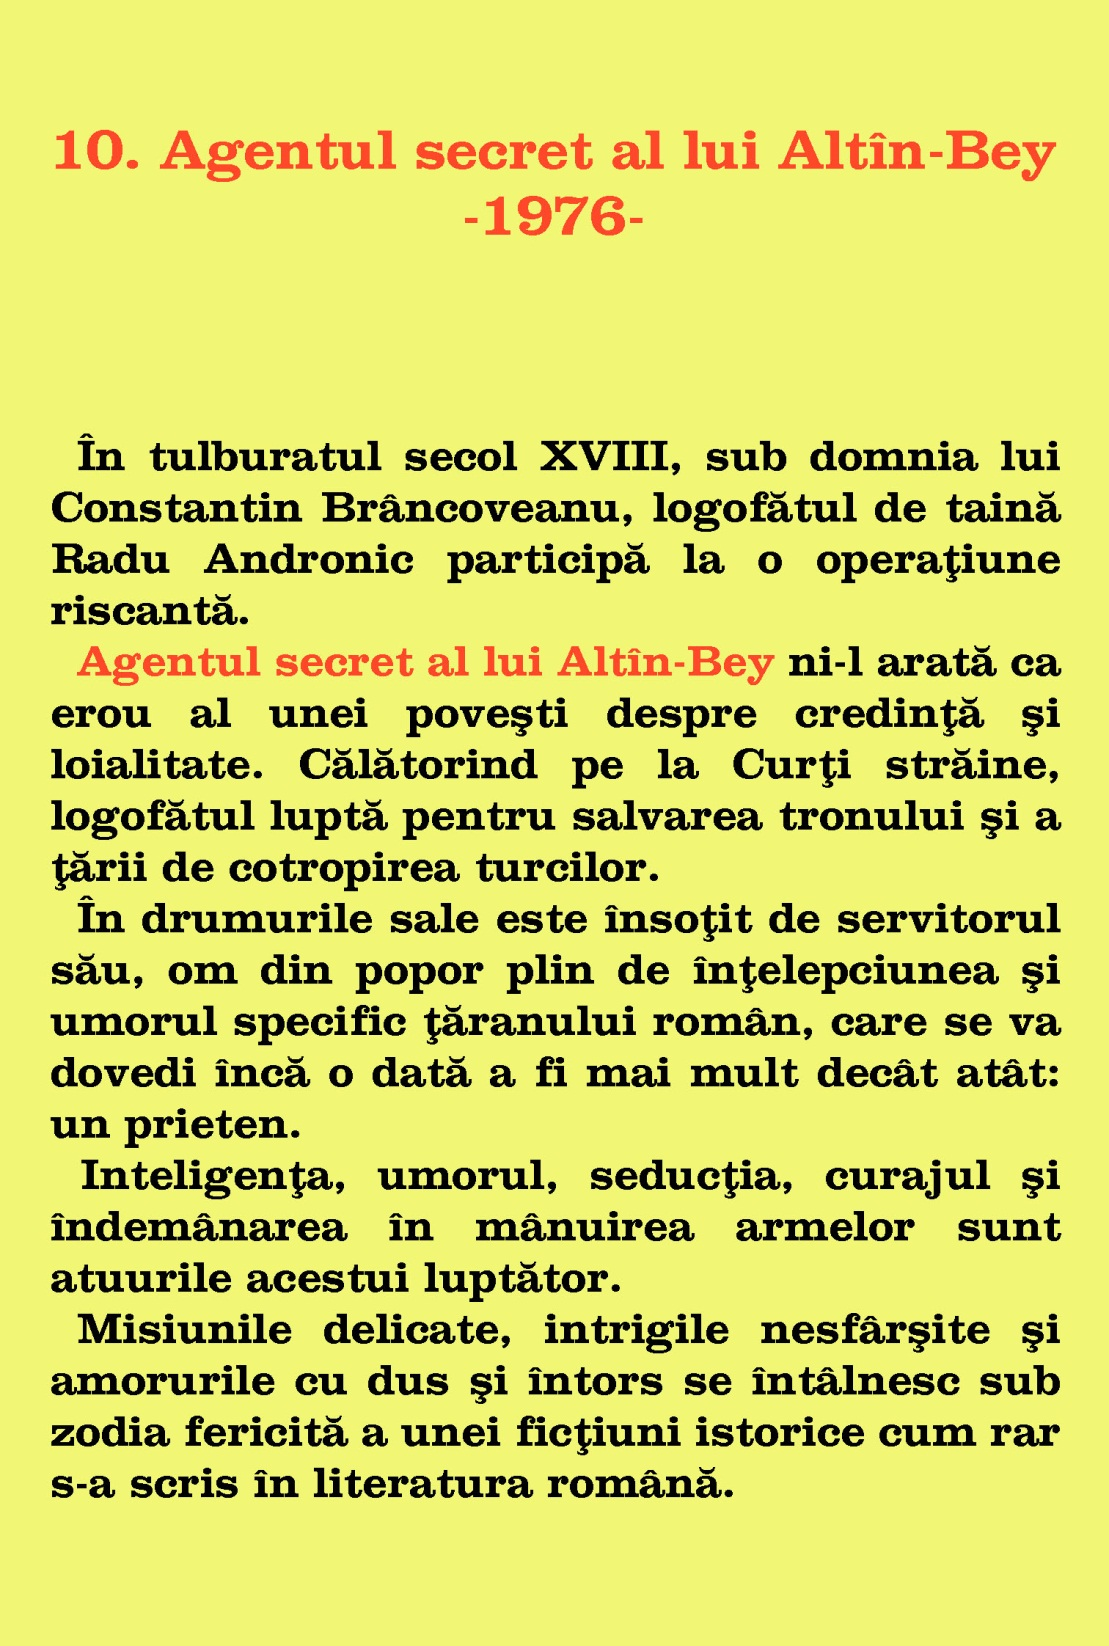 10. Agentul secret al lui Altîn-Bey
-1976-
În tulburatul secol XVIII, sub domnia lui
Constantin Brâncoveanu, logofătul de taină
Radu Andronic participă la o operaţiune
riscantă.
Agentul secret al lui Altîn-Bey ni-l arată ca
erou al unei poveşti despre credinţă şi
loialitate. Călătorind pe la Curţi străine,
logofătul luptă pentru salvarea tronului şi a
ţării de cotropirea turcilor.
În drumurile sale este însoţit de servitorul
său, om din popor plin de înţelepciunea şi
umorul specific ţăranului român, care se va
dovedi încă o dată a fi mai mult decât atât:
un prieten.
Inteligenţa, umorul, seducţia, curajul şi
îndemânarea în mânuirea armelor sunt
atuurile acestui luptător.
Misiunile delicate, intrigile nesfârşite şi
amorurile cu dus şi întors se întâlnesc sub
zodia fericită a unei ficţiuni istorice cum rar
s-a scris în literatura română.